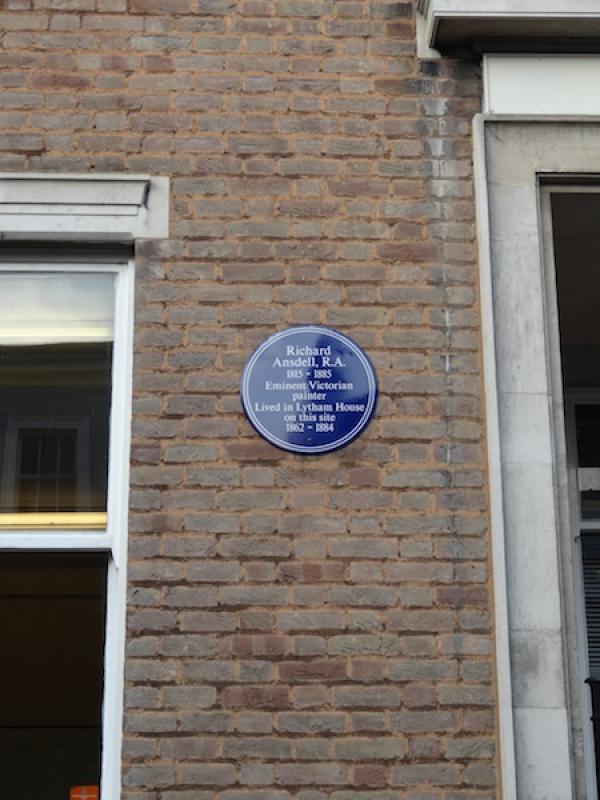 Richard
Ansdell, R.A.
1815 - 1885
Eminent Victorian
painter
Lived in Lytham House
on this site
1862 - 1884